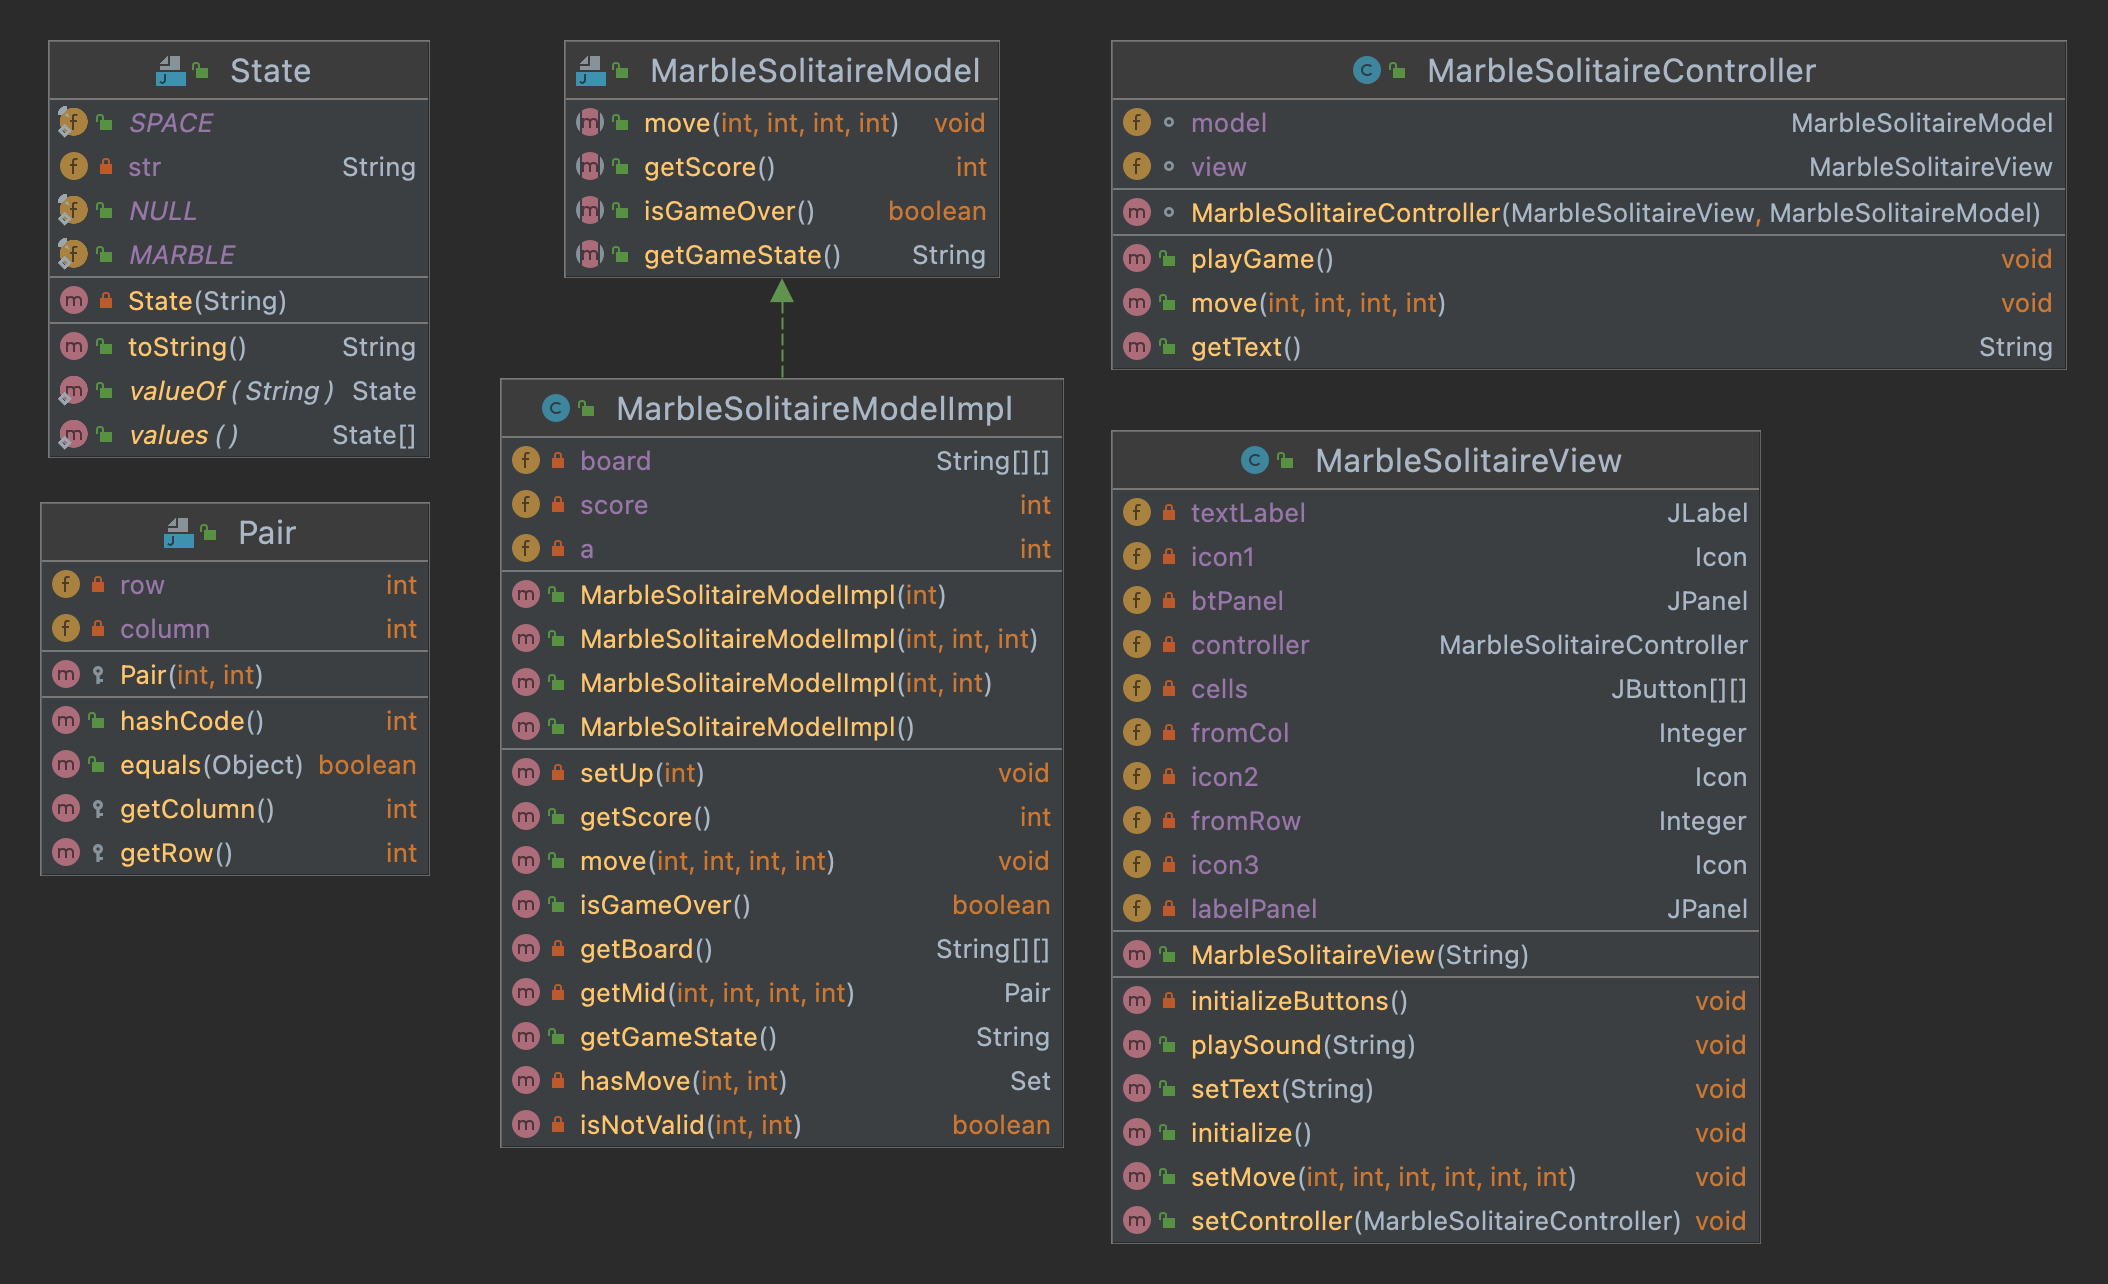 State
SPACE
str String
NULL
MARBLE
State(String)
toString() String
valueOf(String) State
values() State[]
Pair
row int
column int
Pair(int, int)
hashCode() int
equals(Object) boolean
getColumn() int
getRow() int
MarbleSolitaireModel
move(int, int, int, int) void
getScore() int
isGameOver() boolean
getGameState() String
MarbleSolitaireModelImpl
board String[][]
score int
a int
MarbleSolitaireModelImpl(int)
MarbleSolitaireModelImpl(int, int, int)
MarbleSolitaireModelImpl(int, int)
MarbleSolitaireModelImpl()
setUp(int) void
getScore() int
move(int, int, int, int) void
isGameOver() boolean
getBoard() String[][]
getMid(int, int, int, int) Pair
getGameState() String
hasMove(int, int) Set
isNotValid(int, int) boolean
MarbleSolitaireController
model MarbleSolitaireModel
view MarbleSolitaireView
MarbleSolitaireController(MarbleSolitaireView, MarbleSolitaireModel)
playGame() void
move(int, int, int, int) void
getText() String
MarbleSolitaireView
textLabel JLabel
icon1 Icon
btPanel JPanel
controller MarbleSolitaireController
cells JButton[][]
fromCol Integer
icon2 Icon
fromRow Integer
icon3 Icon
labelPanel JPanel
MarbleSolitaireView(String)
initializeButtons() void
playSound(String) void
setText(String) void
initialize() void
setMove(int, int, int, int, int, int) void
setController(MarbleSolitaireController) void